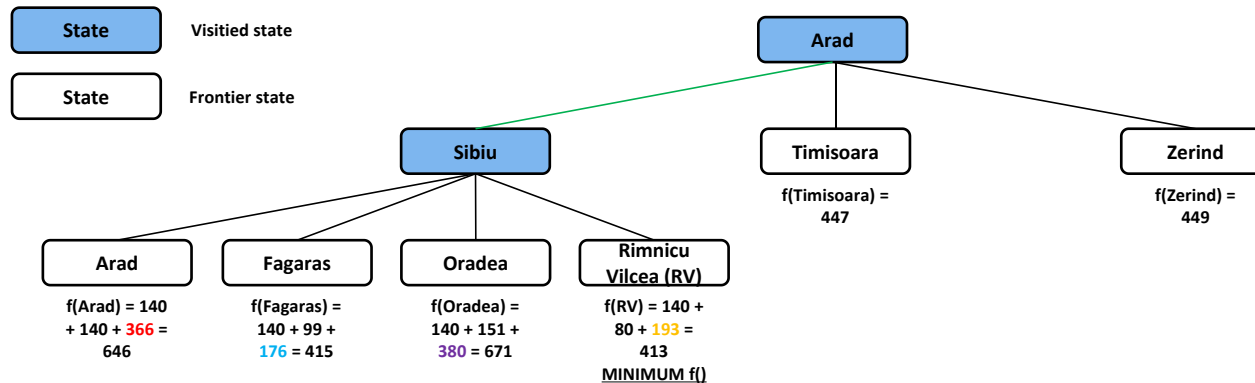 State
Visitied state
Arad
State
Frontier state
Sibiu
Timisoara
Zerind
f(Timisoara) =
447
f(Zerind) =
449
Arad
Fagaras
Oradea
Rimnicu
Vilcea (RV)
f(Arad) = 140
+ 140 + 366 =
646
f(Fagaras) =
140 + 99 +
176 = 415
f(Oradea) =
140 + 151 +
380 = 671
f(RV) = 140 +
80 + 193 =
413
MINIMUM f()